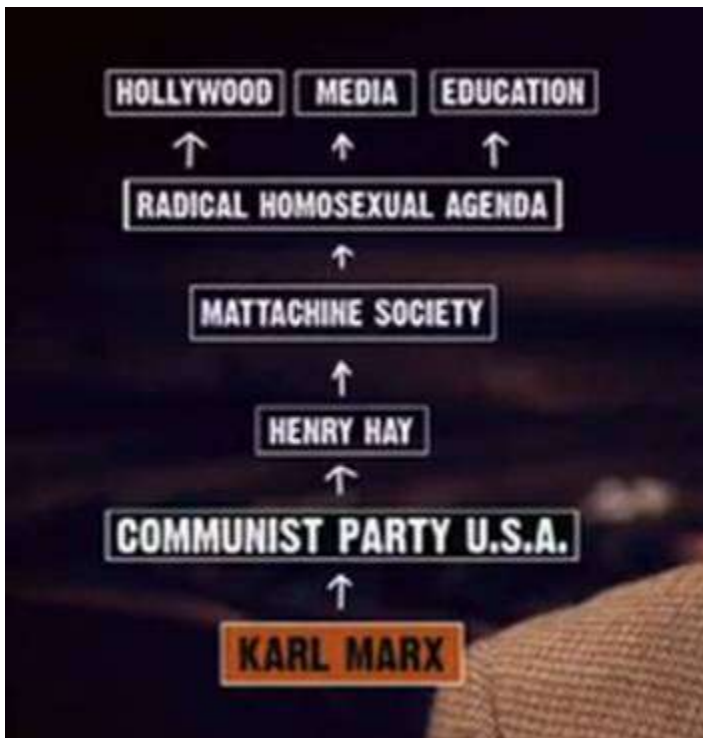 HOLLYWOOD MEDIA EDUCATION
RADICAL HOMOSEXUAL AGENDA
MATTACHINE SOCIETY
HENRY HAY
COMMUNIST PARTY U.S.A.
KARL MARX